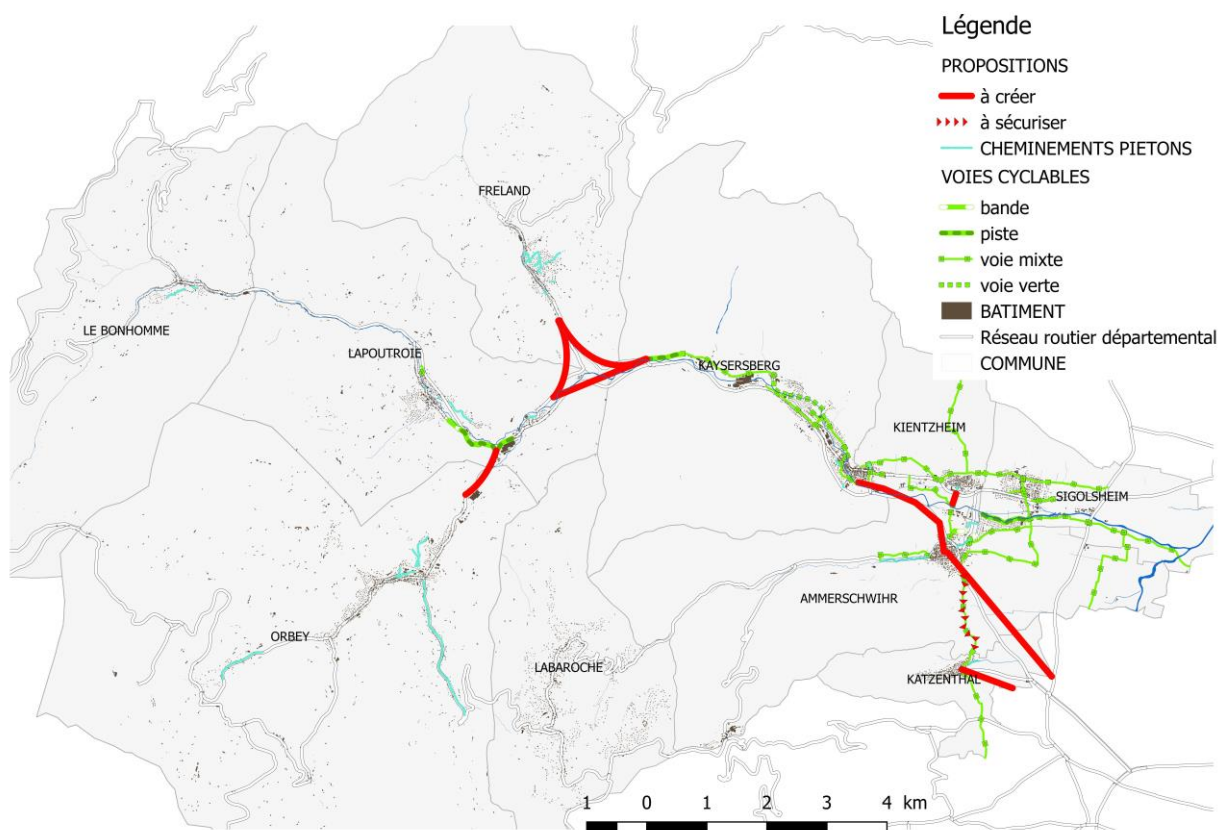 Légende
PROPOSITIONS
à créer
à sécuriser
CHEMINEMENTS PIETONS
VOIES CYCLABLES
bande
piste
voie mixte
voie verte
BATIMENT
Réseau routier départemental
COMMUNE
FRELAND
LE BONHOMME
LAPOUTROIE
KAYSERSBERG
KIENTZHEIM
SIGOLSHEIM
AMMERSCHWIHR
ORBEY
LABAROCHE
KATZENTHAL
1 0 1 2 3 4 km